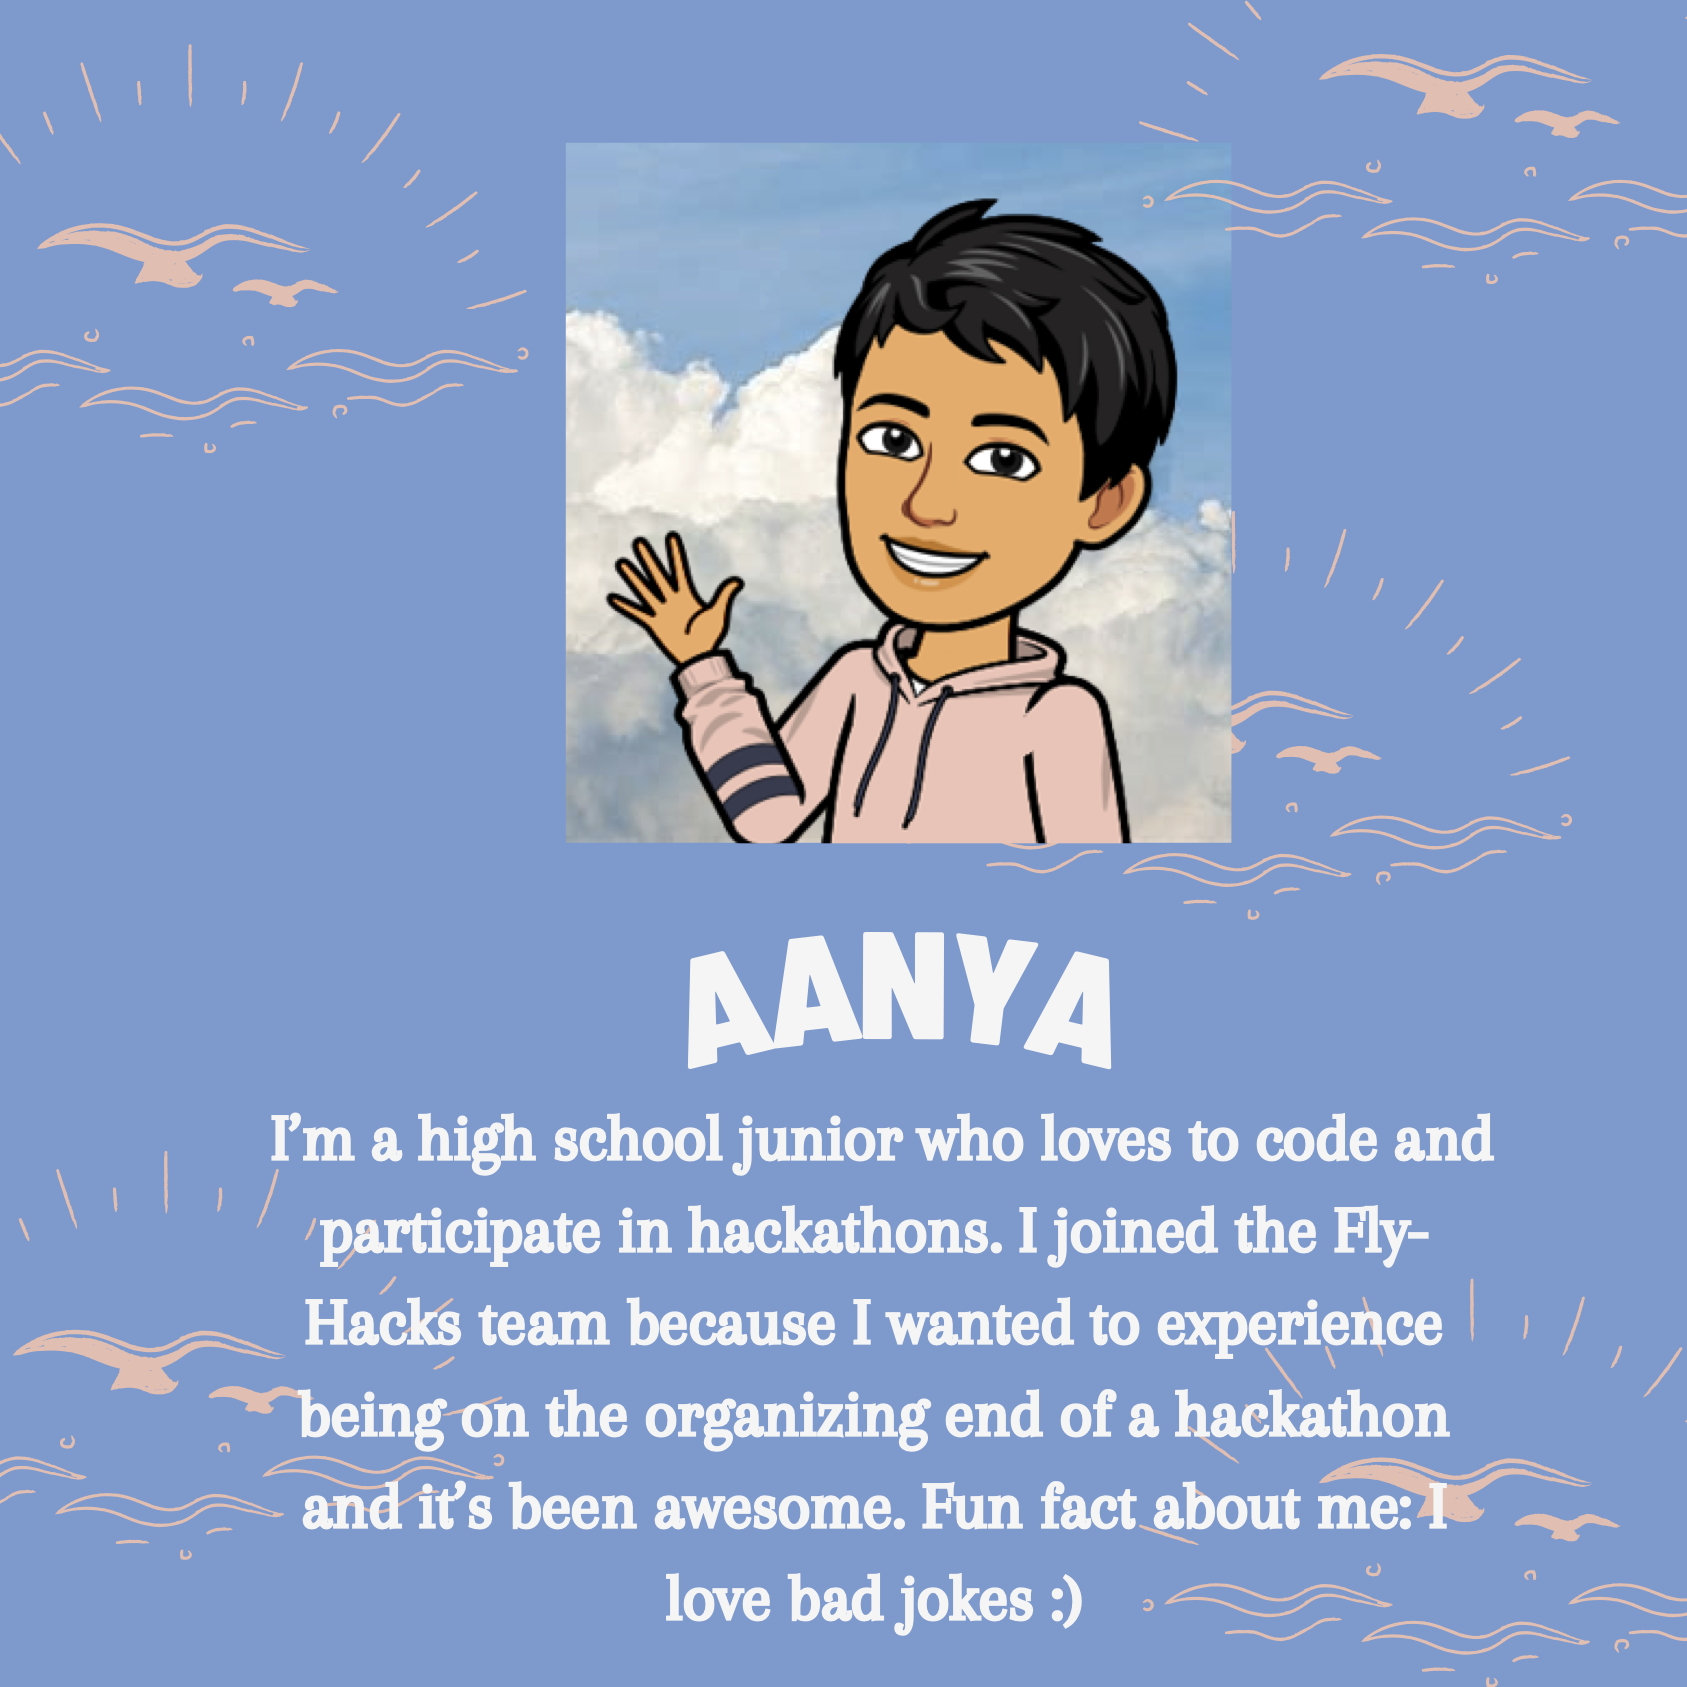 AANYA
I’m a high school junior who loves to code and
participate in hackathons. I joined the Fly-
Hacks team because I wanted to experience
being on the organizing end of a hackathon
and it’s been awesome. Fun fact about me: I
love bad jokes :)